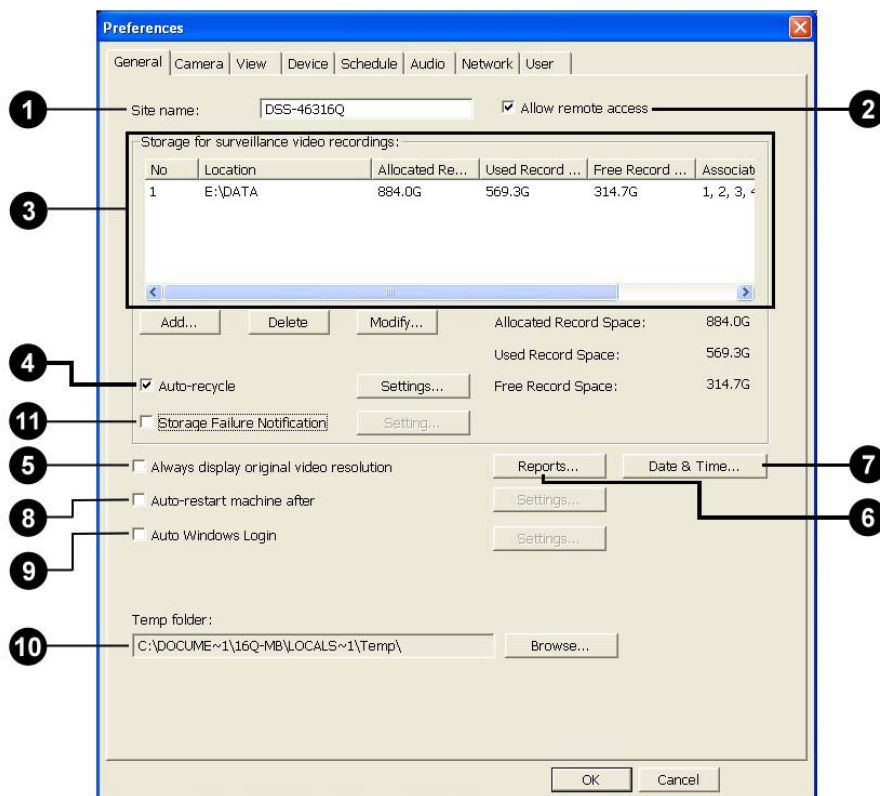 Preferences
General Camera View Device Schedule Audio Network User
1 Site name: DSS-46316Q Allow remote access 2
Storage for surveillance video recordings:
No Location Allocated Re... Used Record ... Free Record ... Associat
3
1 E:\DATA 884.0G 569.3G 314.7G 1, 2, 3, 4
Add... Delete Modify... Allocated Record Space: 884.0G
Used Record Space: 569.3G
4 Auto-recycle Settings... Free Record Space: 314.7G
11 Storage Failure Notification Setting...
5 Always display original video resolution Reports... Date & Time... 7
8 Auto-restart machine after Settings... 6
9 Auto Windows Login Settings...
Temp folder:
10 C:\DOCUME~1\16Q-MB\LOCALS~1\Temp\ Browse...
OK Cancel